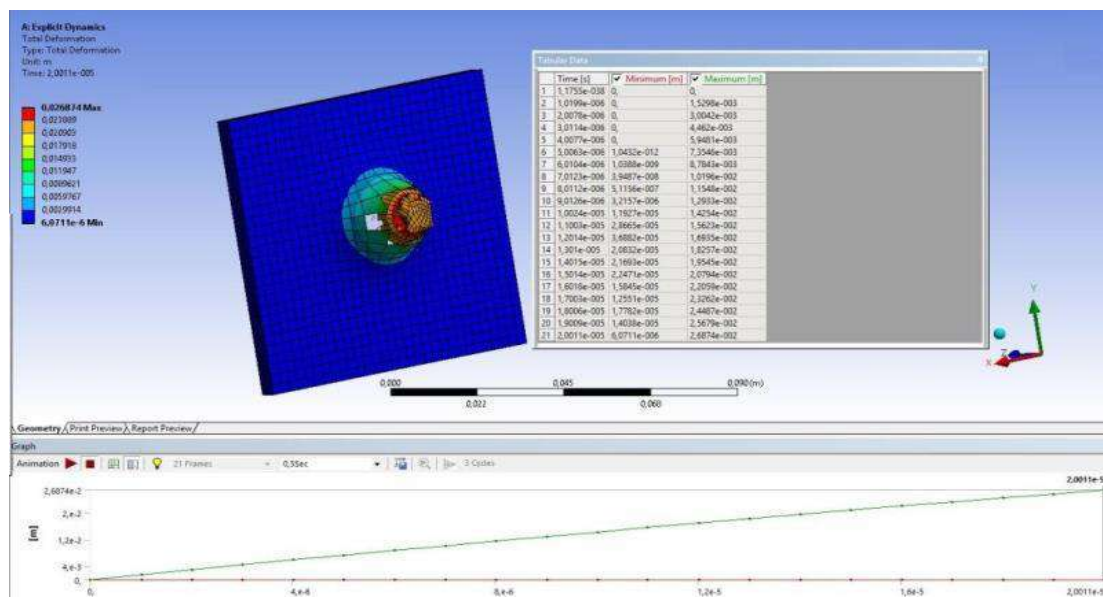 A: Explicit Dynamics
Total Deformation
Type: Total Deformation
Unit: m
Time: 2,0011e-005
0,026874 Max
0,023889
0,020903
0,017918
0,014933
0,011947
0,0089621
0,0059767
0,0029914
6,0711e-6 Min
Tabular Data
Time [s] Minimum [m] Maximum [m]
1 1,1755e-038 0, 0,
2 1,0199e-006 0, 1,5298e-003
3 2,0078e-006 0, 3,0042e-003
4 3,0114e-006 0, 4,462e-003
5 4,0077e-006 0, 5,9481e-003
6 5,0063e-006 1,0432e-012 7,3546e-003
7 6,0104e-006 1,0388e-009 8,7843e-003
8 7,0123e-006 3,9487e-008 1,0196e-002
9 8,0112e-006 5,1156e-007 1,1548e-002
10 9,0126e-006 3,2157e-006 1,2933e-002
11 1,0024e-005 1,1927e-005 1,4254e-002
12 1,1003e-005 2,8665e-005 1,5623e-002
13 1,2014e-005 3,6882e-005 1,6935e-002
14 1,301e-005 2,0832e-005 1,8257e-002
15 1,4015e-005 2,1693e-005 1,9545e-002
16 1,5014e-005 2,2471e-005 2,0794e-002
17 1,6018e-005 1,5845e-005 2,2059e-002
18 1,7003e-005 1,2551e-005 2,3262e-002
19 1,8006e-005 1,7782e-005 2,4487e-002
20 1,9009e-005 1,4038e-005 2,5679e-002
21 2,0011e-005 6,0711e-006 2,6874e-002
Y
X
Z
0,000 0,045 0,090 (m)
0,022 0,068
Geometry Print Preview Report Preview
Graph
Animation 21 Frames 0,5Sec 3 Cycles
2,0011e-5
2,6874e-2
2,e-2
1,2e-2
4,e-3
0,
[m]
0, 4,e-6 8,e-6 1,2e-5 1,6e-5 2,0011e-5